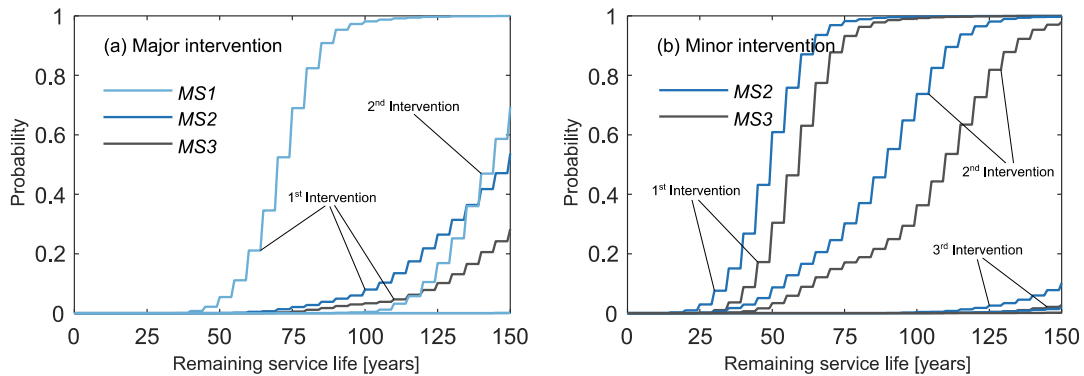 (a) Major intervention
MS1
MS2
MS3
2nd Intervention
1st Intervention
Probability
1
0.8
0.6
0.4
0.2
0
0
25
50
75
100
125
150
Remaining service life [years]
(b) Minor intervention
MS2
MS3
1st Intervention
2nd Intervention
3rd Intervention
Probability
1
0.8
0.6
0.4
0.2
0
0
25
50
75
100
125
150
Remaining service life [years]